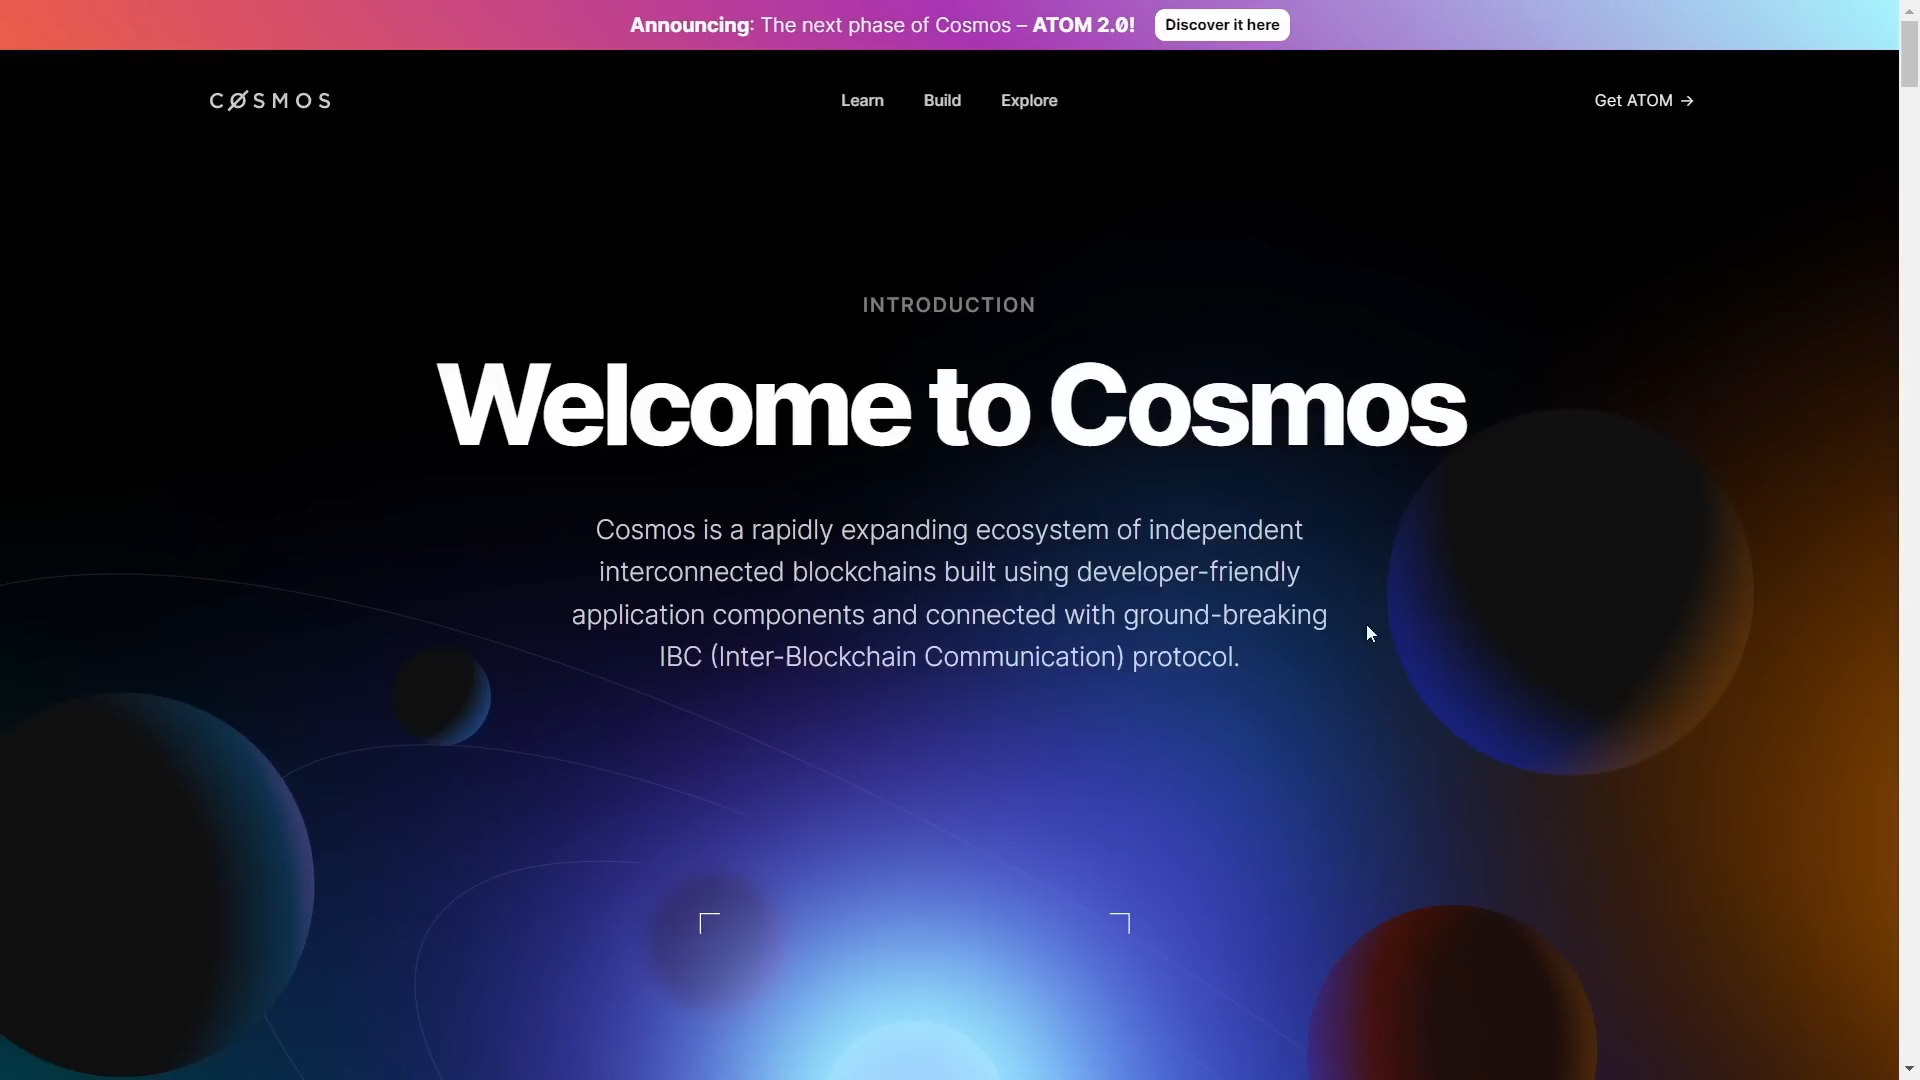 Announcing: The next phase of Cosmos – ATOM 2.0! Discover it here
COSMOS Learn Build Explore Get ATOM →
INTRODUCTION
Welcome to Cosmos
Cosmos is a rapidly expanding ecosystem of independent
interconnected blockchains built using developer-friendly
application components and connected with ground-breaking
IBC (Inter-Blockchain Communication) protocol.